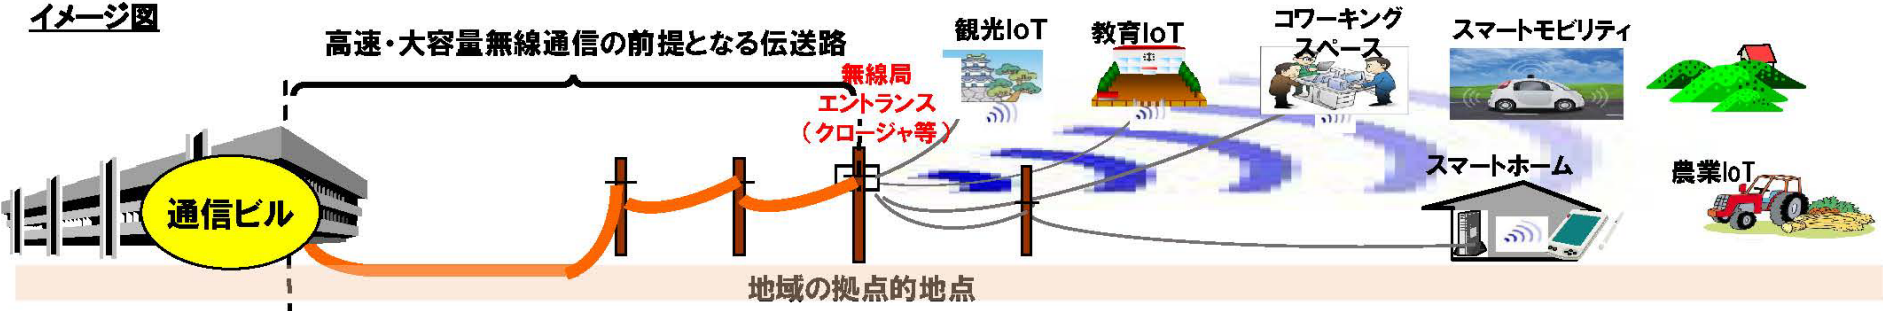 イメージ図
高速・大容量無線通信の前提となる伝送路
無線局
エントランス
（クロージャ等）
観光IoT
教育IoT
コワーキング
スペース
スマートモビリティ
通信ビル
スマートホーム
農業IoT
地域の拠点的地点